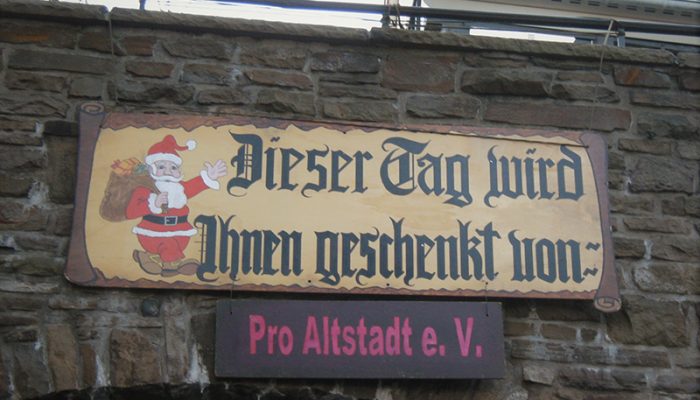 Dieser Tag wird
Ihnen geschenkt von:~
Pro Altstadt e. V.